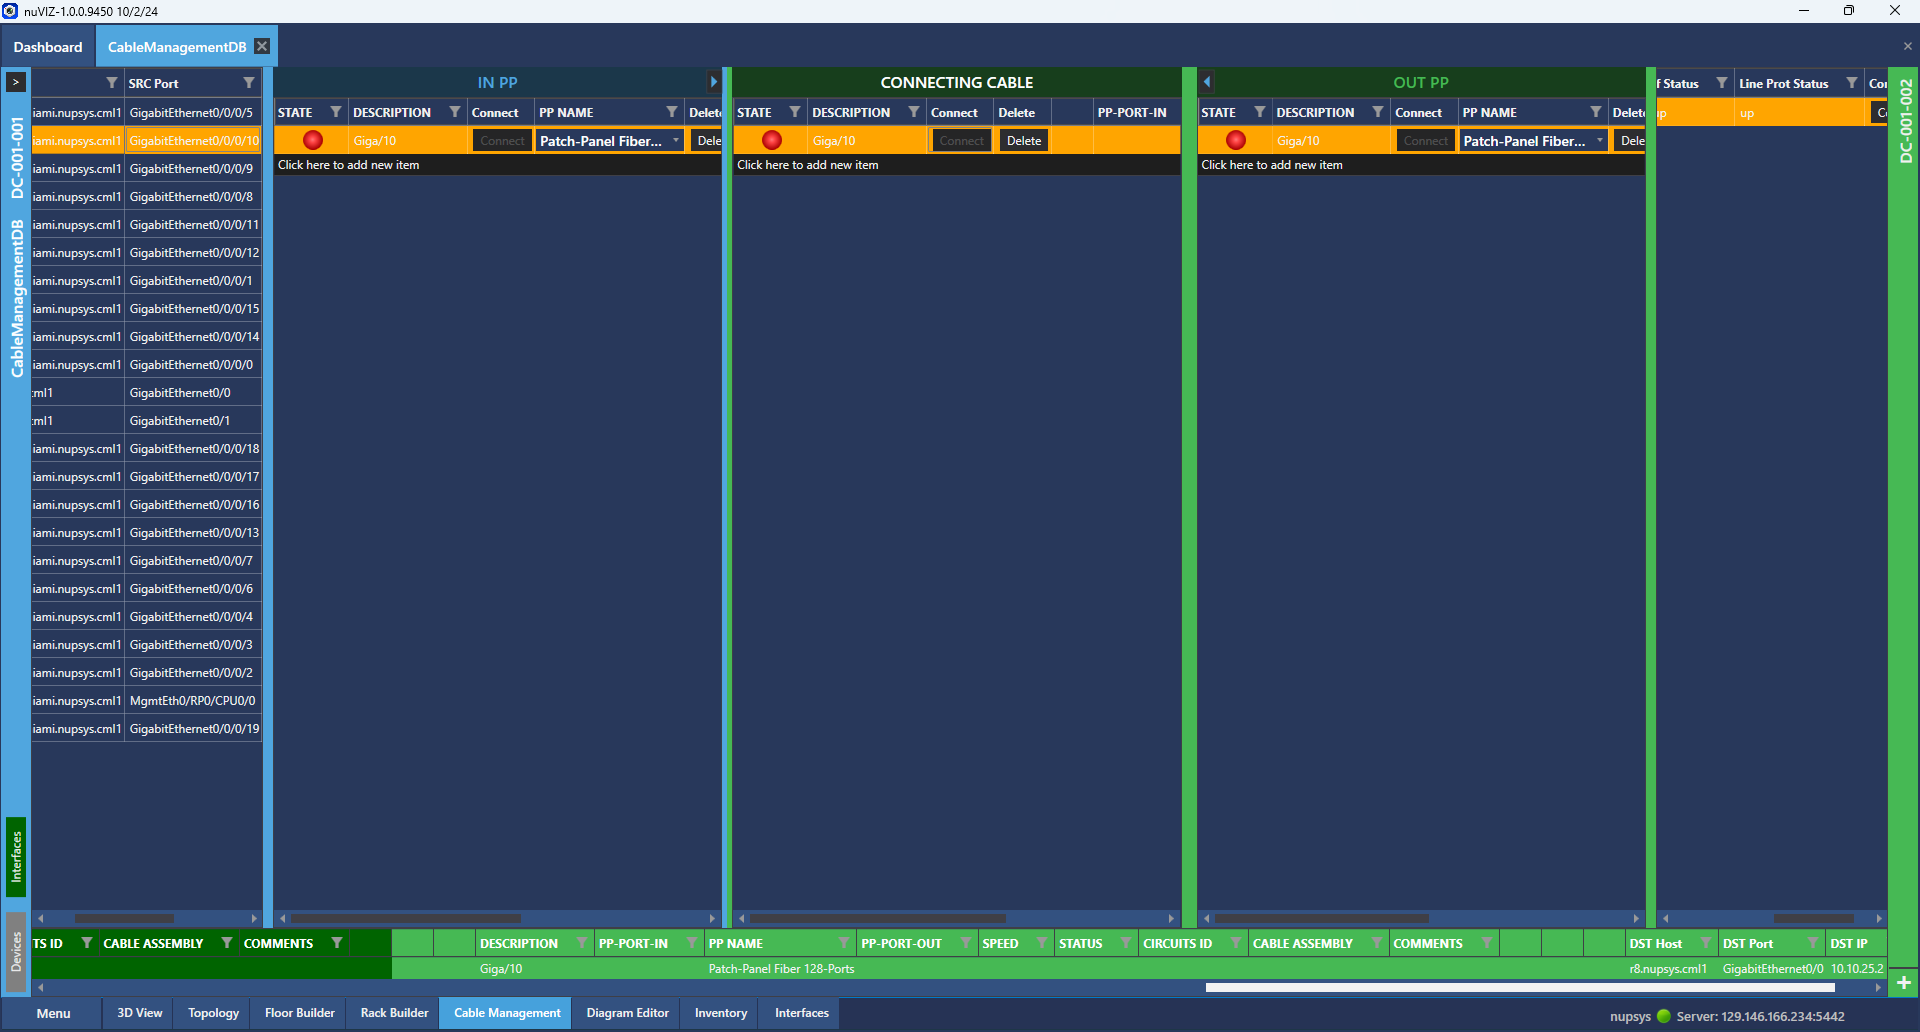 nuVIZ-1.0.0.9450 10/2/24
Dashboard CableManagementDB
>
DC-001-001
CableManagementDB
Interfaces
Devices
SRC Port
iami.nupsys.cml1 GigabitEthernet0/0/0/5
iami.nupsys.cml1 GigabitEthernet0/0/0/10
iami.nupsys.cml1 GigabitEthernet0/0/0/9
iami.nupsys.cml1 GigabitEthernet0/0/0/8
iami.nupsys.cml1 GigabitEthernet0/0/0/11
iami.nupsys.cml1 GigabitEthernet0/0/0/12
iami.nupsys.cml1 GigabitEthernet0/0/0/1
iami.nupsys.cml1 GigabitEthernet0/0/0/15
iami.nupsys.cml1 GigabitEthernet0/0/0/14
iami.nupsys.cml1 GigabitEthernet0/0/0/0
cml1 GigabitEthernet0/0
cml1 GigabitEthernet0/1
iami.nupsys.cml1 GigabitEthernet0/0/0/18
iami.nupsys.cml1 GigabitEthernet0/0/0/17
iami.nupsys.cml1 GigabitEthernet0/0/0/16
iami.nupsys.cml1 GigabitEthernet0/0/0/13
iami.nupsys.cml1 GigabitEthernet0/0/0/7
iami.nupsys.cml1 GigabitEthernet0/0/0/6
iami.nupsys.cml1 GigabitEthernet0/0/0/4
iami.nupsys.cml1 GigabitEthernet0/0/0/3
iami.nupsys.cml1 GigabitEthernet0/0/0/2
iami.nupsys.cml1 MgmtEth0/RP0/CPU0/0
iami.nupsys.cml1 GigabitEthernet0/0/0/19
IN PP
STATE DESCRIPTION Connect PP NAME Delete
Giga/10 Connect Patch-Panel Fiber... Dele
Click here to add new item
CONNECTING CABLE
STATE DESCRIPTION Connect Delete PP-PORT-IN
Giga/10 Connect Delete
Click here to add new item
OUT PP
STATE DESCRIPTION Connect PP NAME Delete
Giga/10 Connect Patch-Panel Fiber... Dele
Click here to add new item
f Status Line Prot Status Co
up up C
DC-001-002
TS ID CABLE ASSEMBLY COMMENTS DESCRIPTION PP-PORT-IN PP NAME PP-PORT-OUT SPEED STATUS CIRCUITS ID CABLE ASSEMBLY COMMENTS DST Host DST Port DST IP
Giga/10 Patch-Panel Fiber 128-Ports r8.nupsys.cml1 GigabitEthernet0/0 10.10.25.2
+
Menu 3D View Topology Floor Builder Rack Builder Cable Management Diagram Editor Inventory Interfaces
nupsys Server: 129.146.166.234:5442